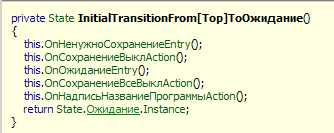 private State InitialTransitionFrom[Top]ToОжидание()
{
this.OnНенужноСохранениеEntry();
this.OnСохранениеВыклAction();
this.OnОжиданиеEntry();
this.OnСохранениеВсеВыклAction();
this.OnНадписьНазваниеПрограммыAction();
return State.Ожидание.Instance;
}